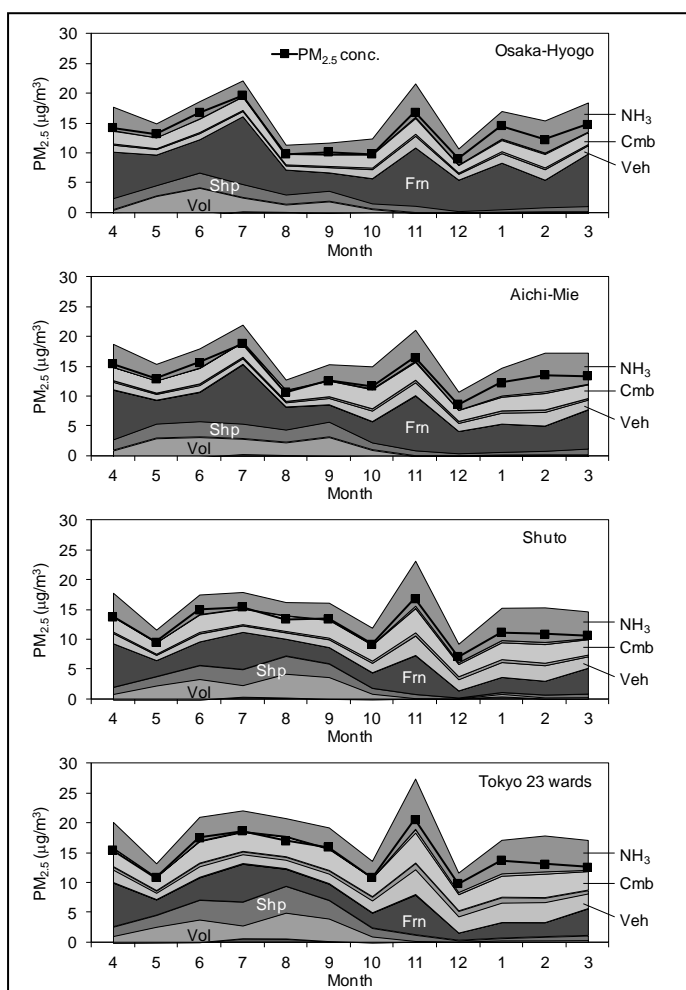 PM2.5 conc.
Osaka-Hyogo
PM2.5 (μg/m3)
30
25
20
15
10
5
0
NH3
Cmb
Veh
Frn
Shp
Vol
4 5 6 7 8 9 10 11 12 1 2 3
Month
Aichi-Mie
PM2.5 (μg/m3)
30
25
20
15
10
5
0
NH3
Cmb
Veh
Frn
Shp
Vol
4 5 6 7 8 9 10 11 12 1 2 3
Month
Shuto
PM2.5 (μg/m3)
30
25
20
15
10
5
0
NH3
Cmb
Veh
Frn
Shp
Vol
4 5 6 7 8 9 10 11 12 1 2 3
Month
Tokyo 23 wards
PM2.5 (μg/m3)
30
25
20
15
10
5
0
NH3
Cmb
Veh
Frn
Shp
Vol
4 5 6 7 8 9 10 11 12 1 2 3
Month